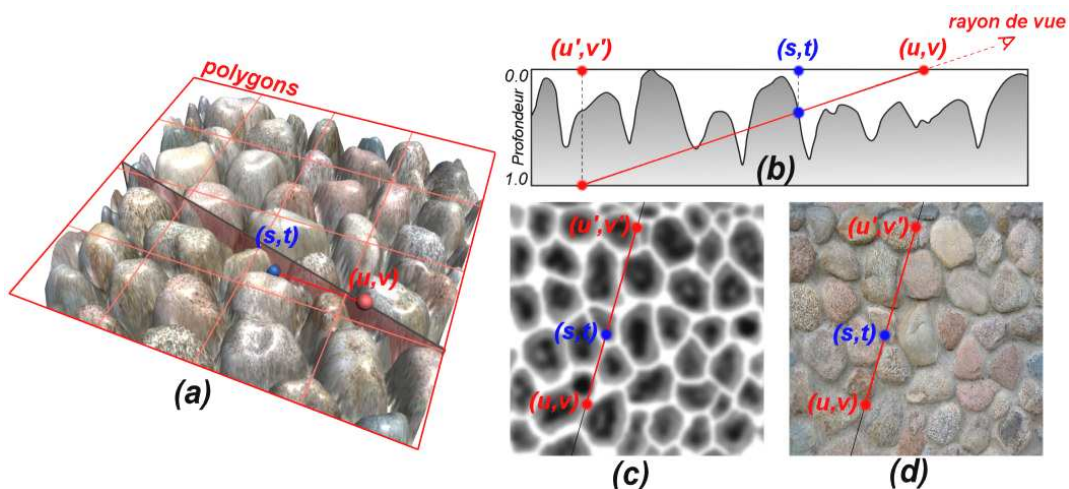 polygons
(s,t)
(u,v)
(a)
rayon de vue
(u',v')
(s,t)
(u,v)
0.0
Profondeur
1.0
(b)
(u',v')
(s,t)
(u,v)
(c)
(u',v')
(s,t)
(u,v)
(d)